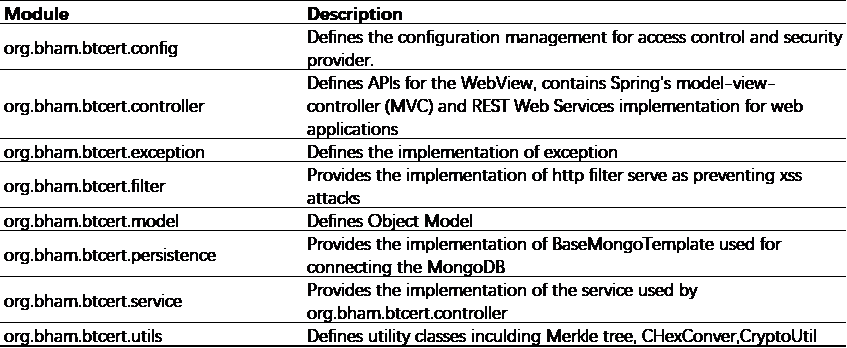 Module Description
org.bham.btcert.config Defines the configuration management for access control and security
provider.
org.bham.btcert.controller Defines APIs for the WebView, contains Spring's model-view-
controller (MVC) and REST Web Services implementation for web
applications
org.bham.btcert.exception Defines the implementation of exception
org.bham.btcert.filter Provides the implementation of http filter serve as preventing xss
attacks
org.bham.btcert.model Defines Object Model
org.bham.btcert.persistence Provides the implementation of BaseMongoTemplate used for
connecting the MongoDB
org.bham.btcert.service Provides the implementation of the service used by
org.bham.btcert.controller
org.bham.btcert.utils Defines utility classes inculding Merkle tree, CHexConver,CryptoUtil